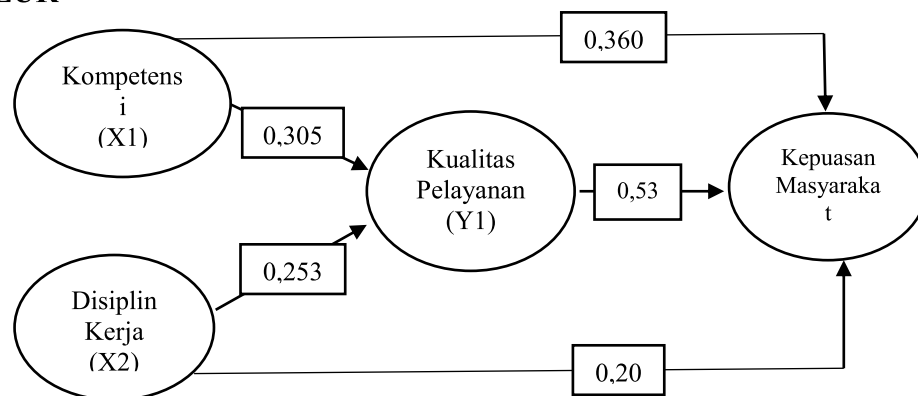 0,360
Kompetens
i
(X1)
0,305
Kualitas
Pelayanan
(Y1)
0,53
Kepuasan
Masyaraka
t
0,253
Disiplin
Kerja
(X2)
0,20